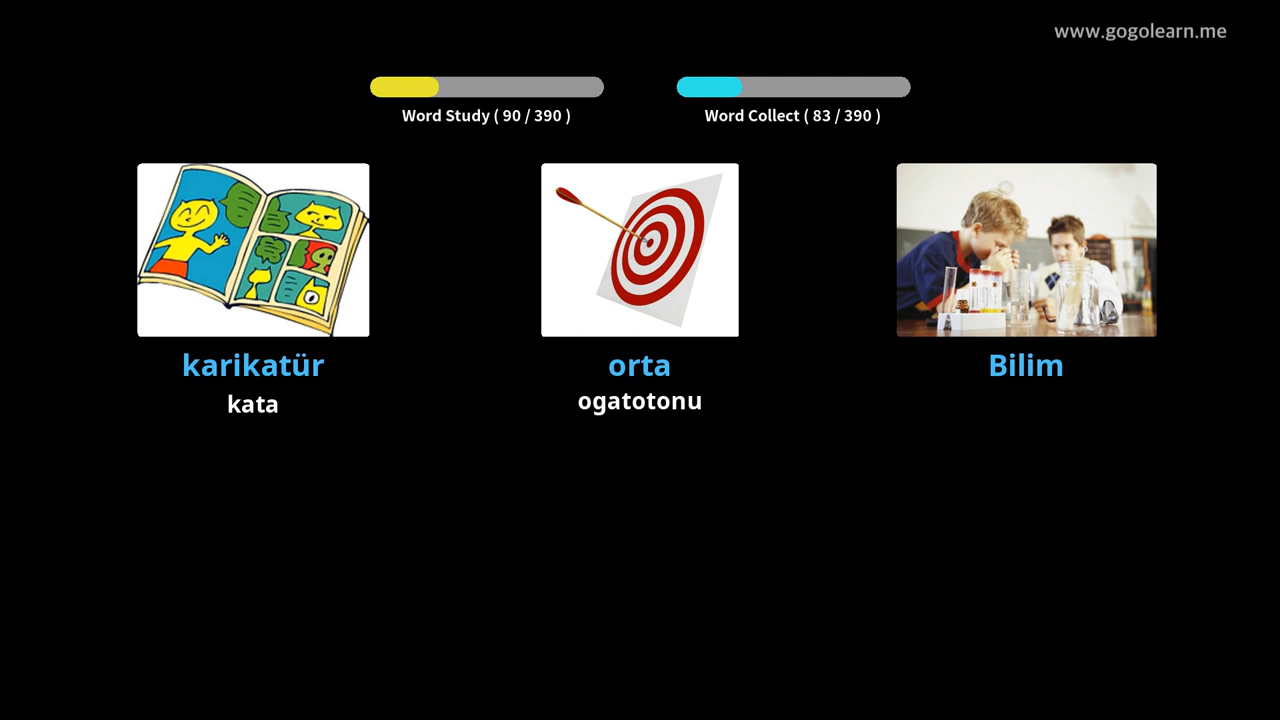 www.gogolearn.me
Word Study ( 90 / 390 )
Word Collect ( 83 / 390 )
karikatür
orta
Bilim
kata
ogatotonu